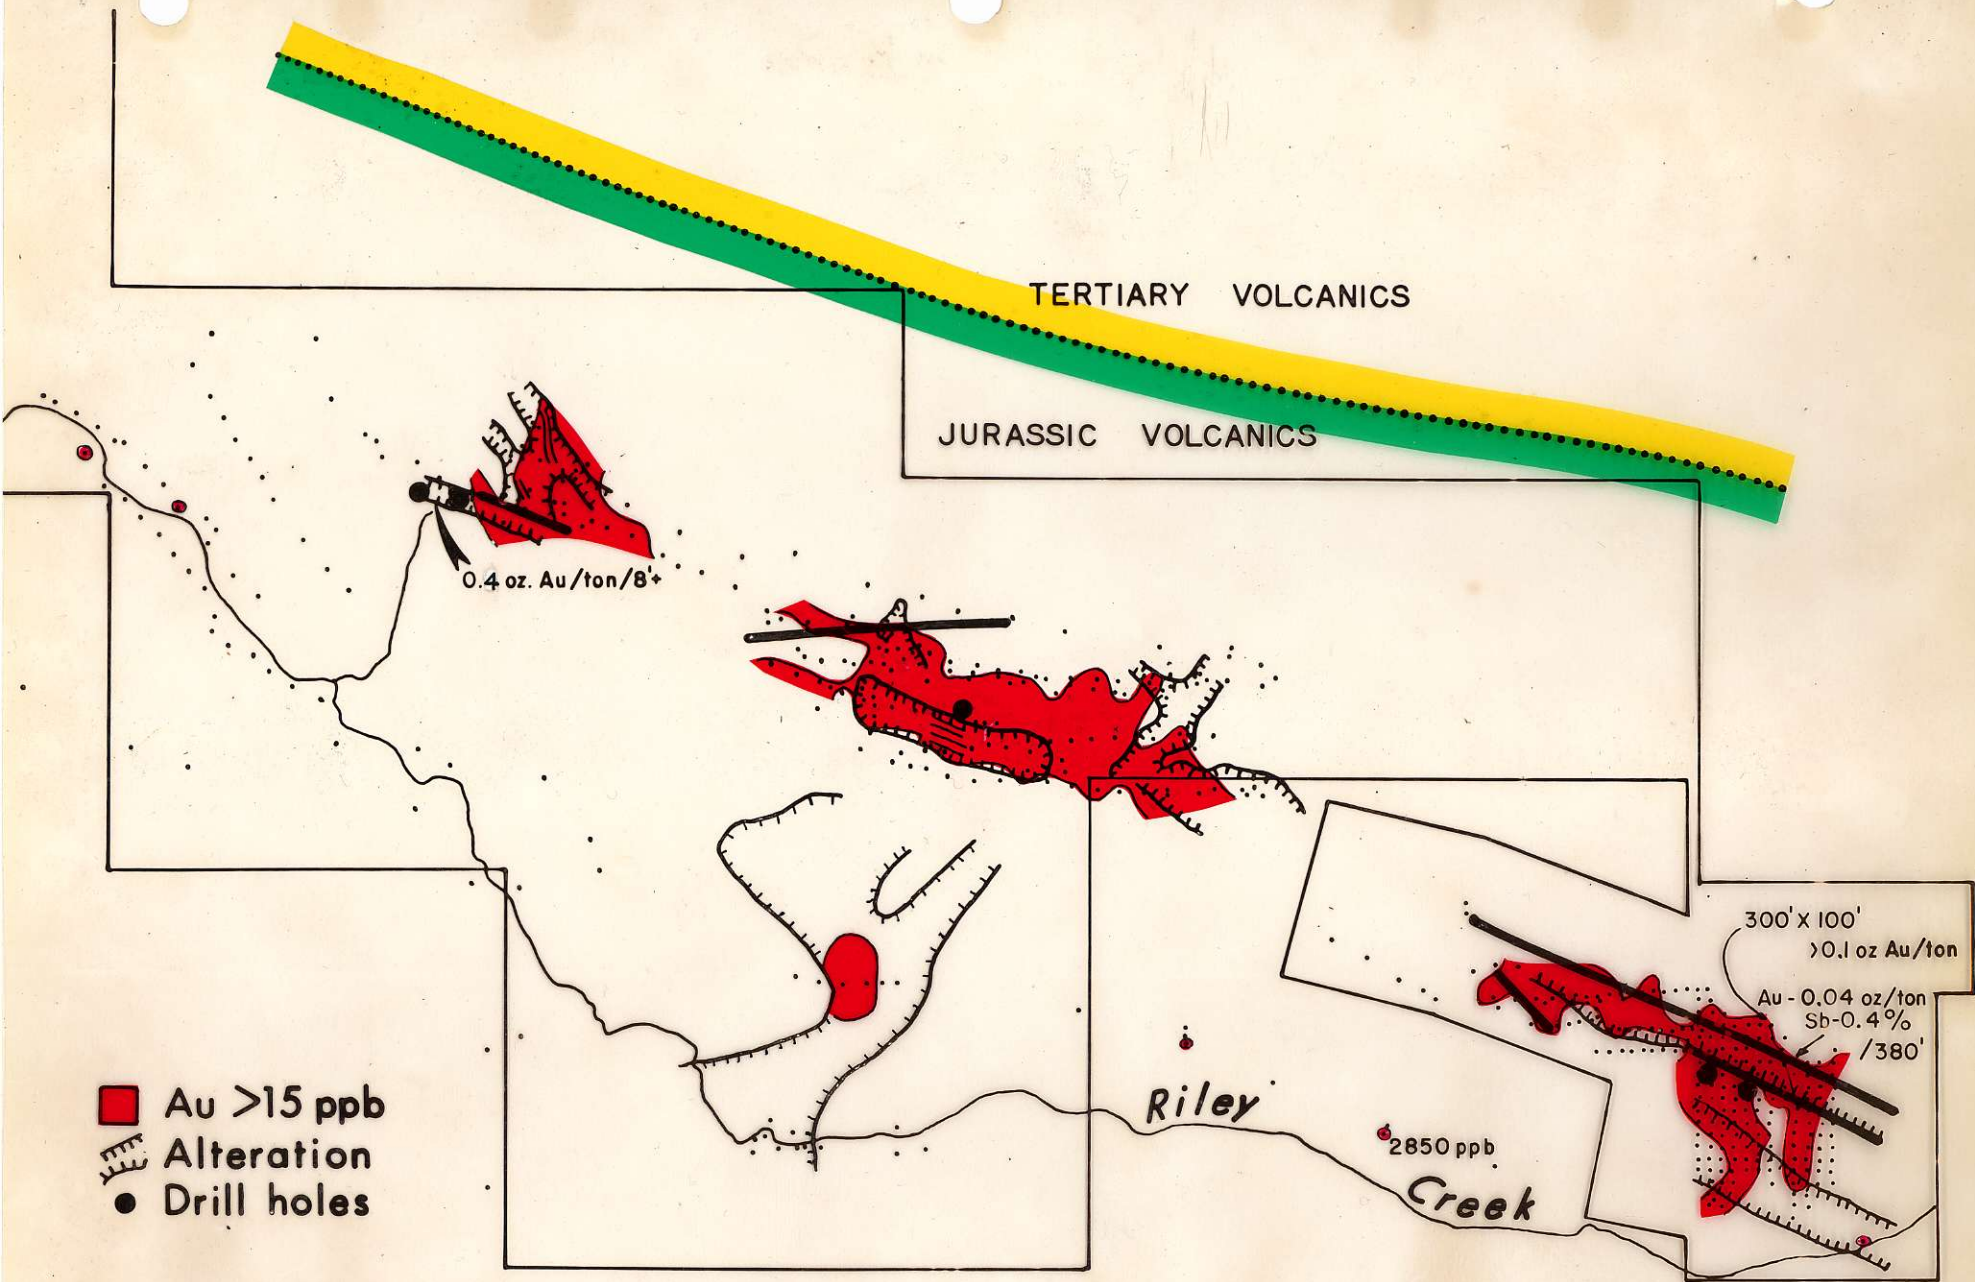 TERTIARY VOLCANICS
JURASSIC VOLCANICS
0.4 oz. Au/ton/8'+
300' X 100'
>0.1 oz Au/ton
Au - 0.04 oz/ton
Sb-0.4%
/380'
Riley
2850 ppb
Creek
Au >15 ppb
Alteration
Drill holes